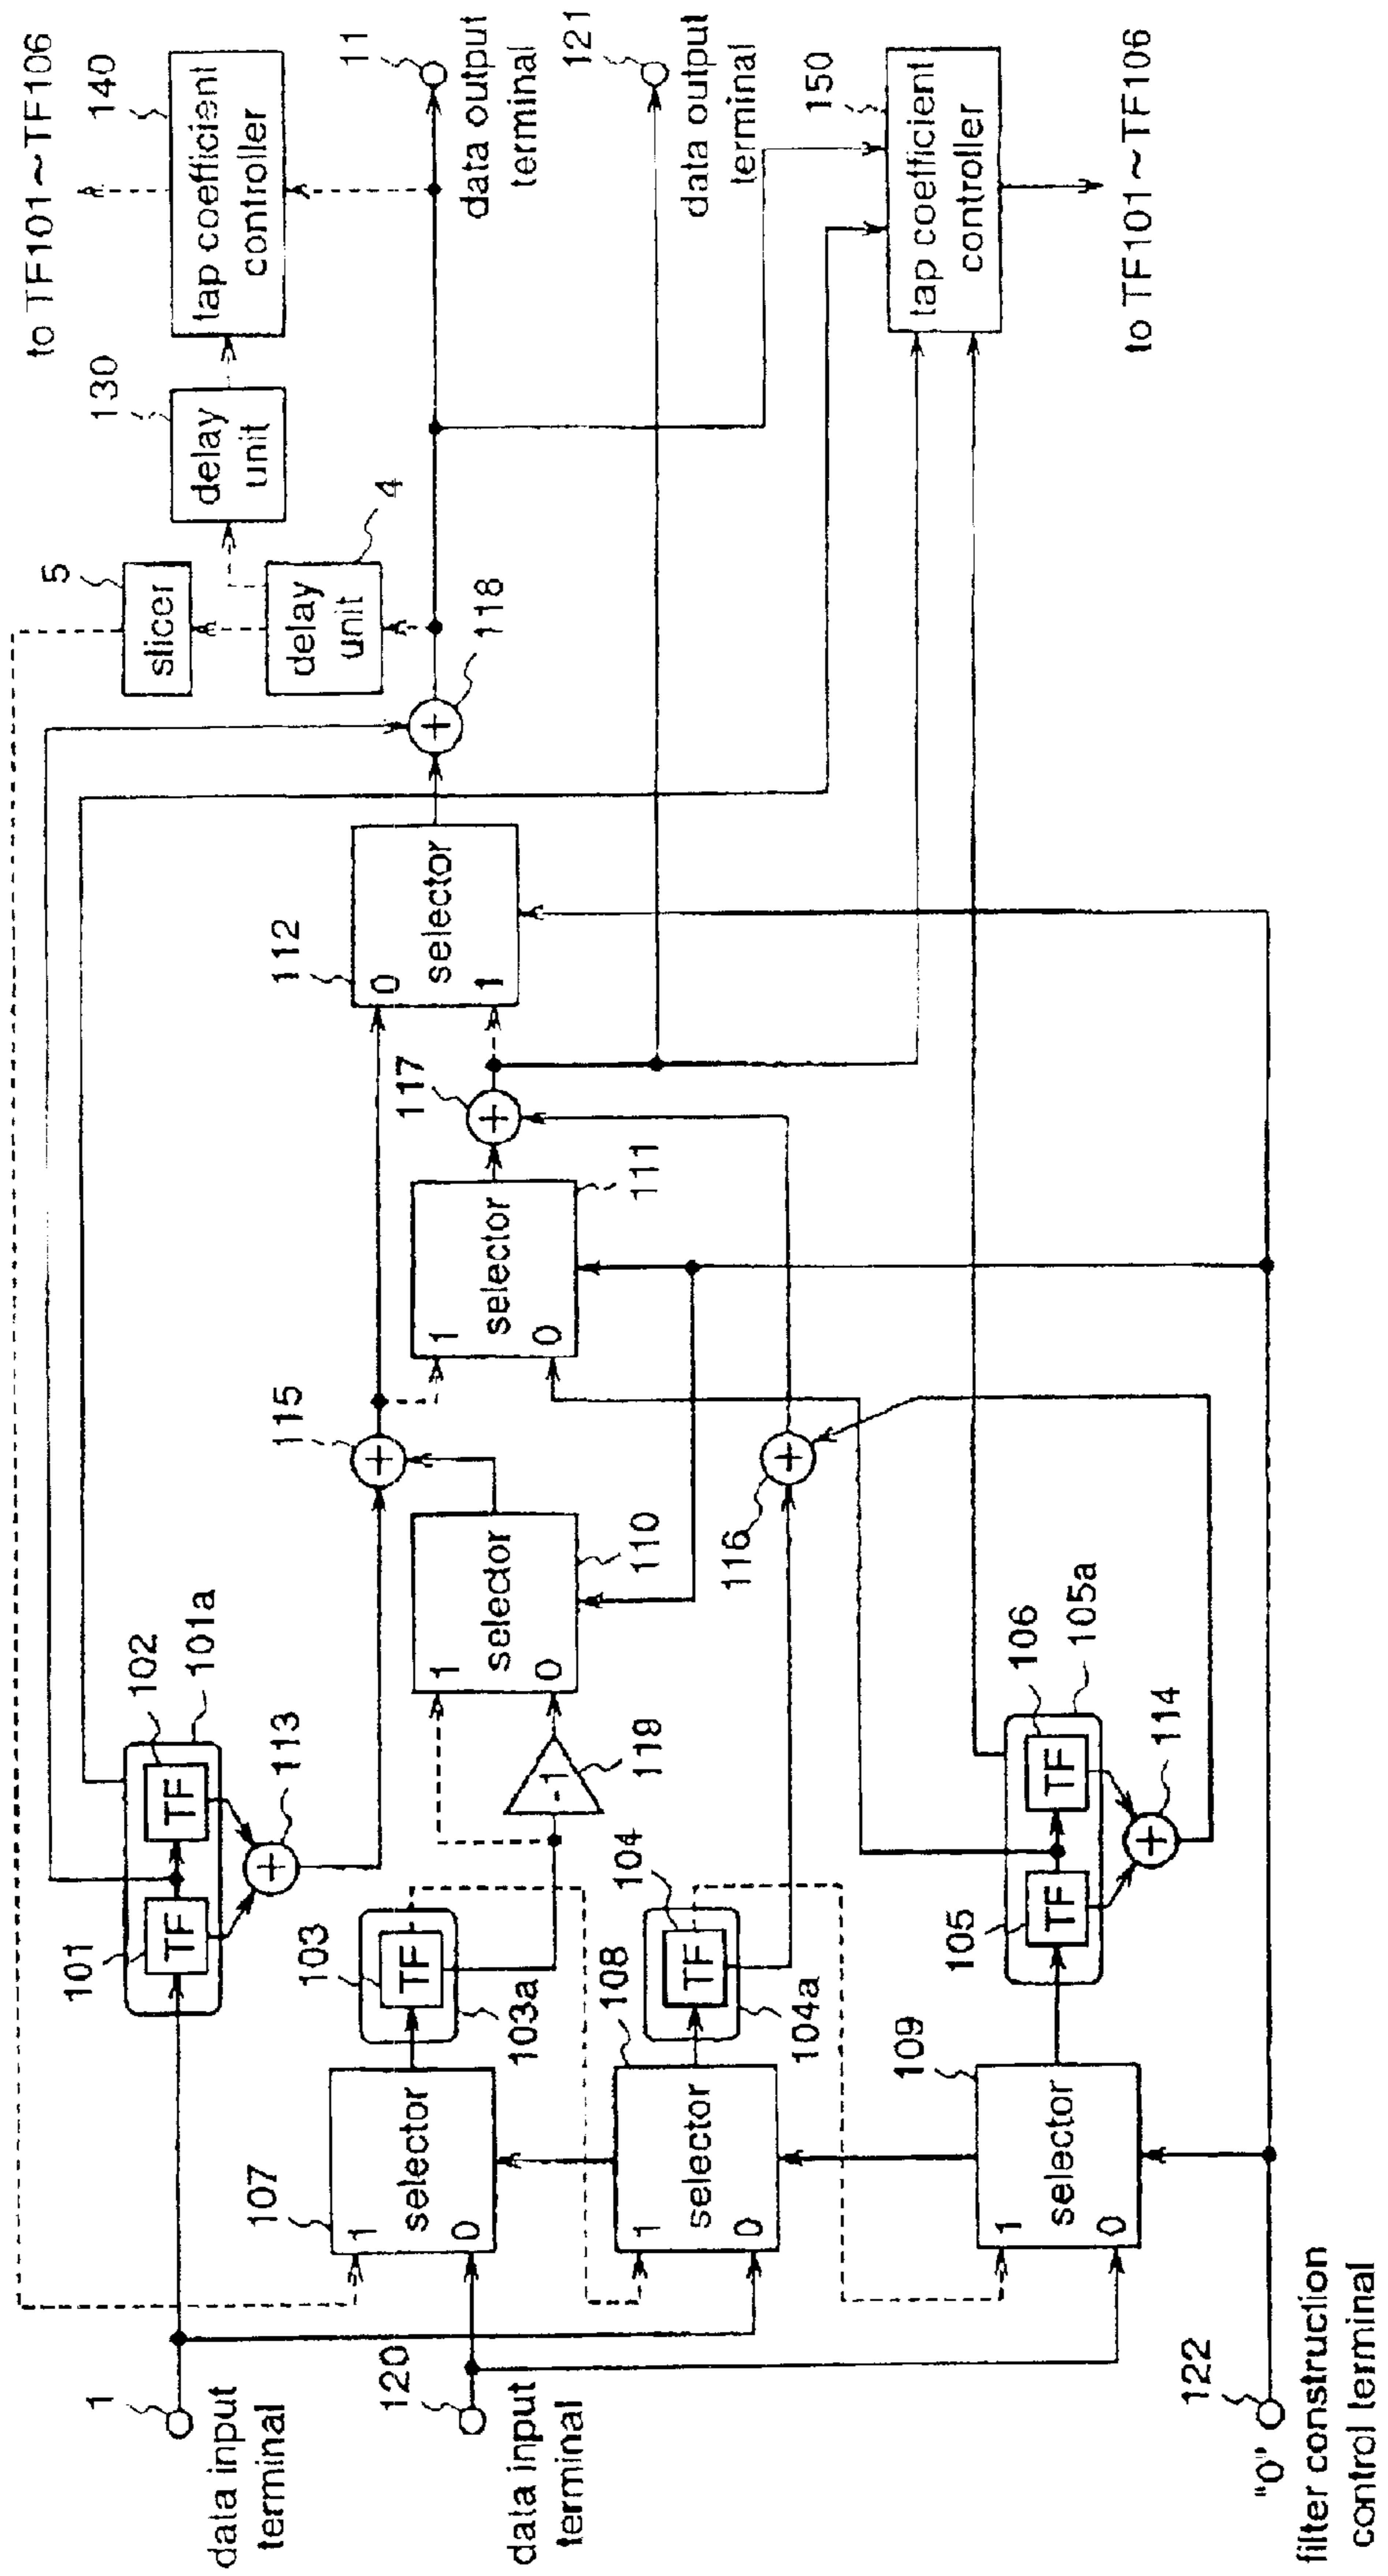 1
data input
terminal
120
data input
terminal
"0"
122
filter construction
control terminal
107
1
selector
0
108
1
selector
0
109
1
selector
0
101
TF
102
TF
101a
113
+
103
TF
103a
104
TF
104a
105
TF
106
TF
105a
114
+
-1
119
1
selector
0
110
115
+
116
+
1
selector
0
111
117
+
112
0
selector
1
118
+
5
slicer
delay
unit
4
130
delay
unit
140
tap coefficient
controller
to TF101~TF106
11
data output
terminal
121
data output
terminal
150
tap coefficient
controller
to TF101~TF106